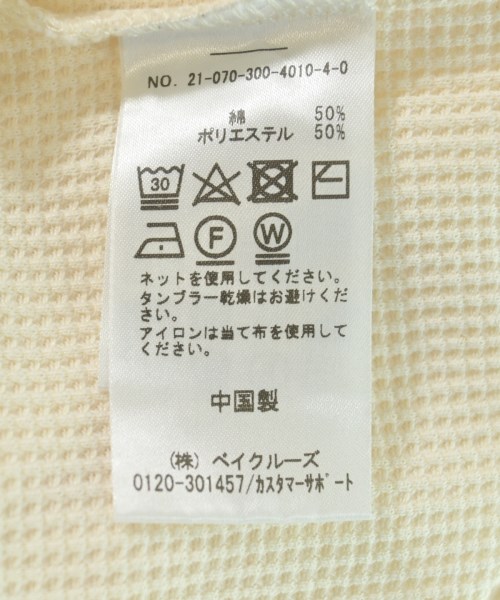 NO. 21-070-300-4010-4-0
綿 50%
ポリエステル 50%
30
F W
ネットを使用してください。
タンブラー乾燥はお避けくだ
さい。
アイロンは当て布を使用して
ください。
中国製
(株) ベイクルーズ
0120-301457/カスタマーサポート